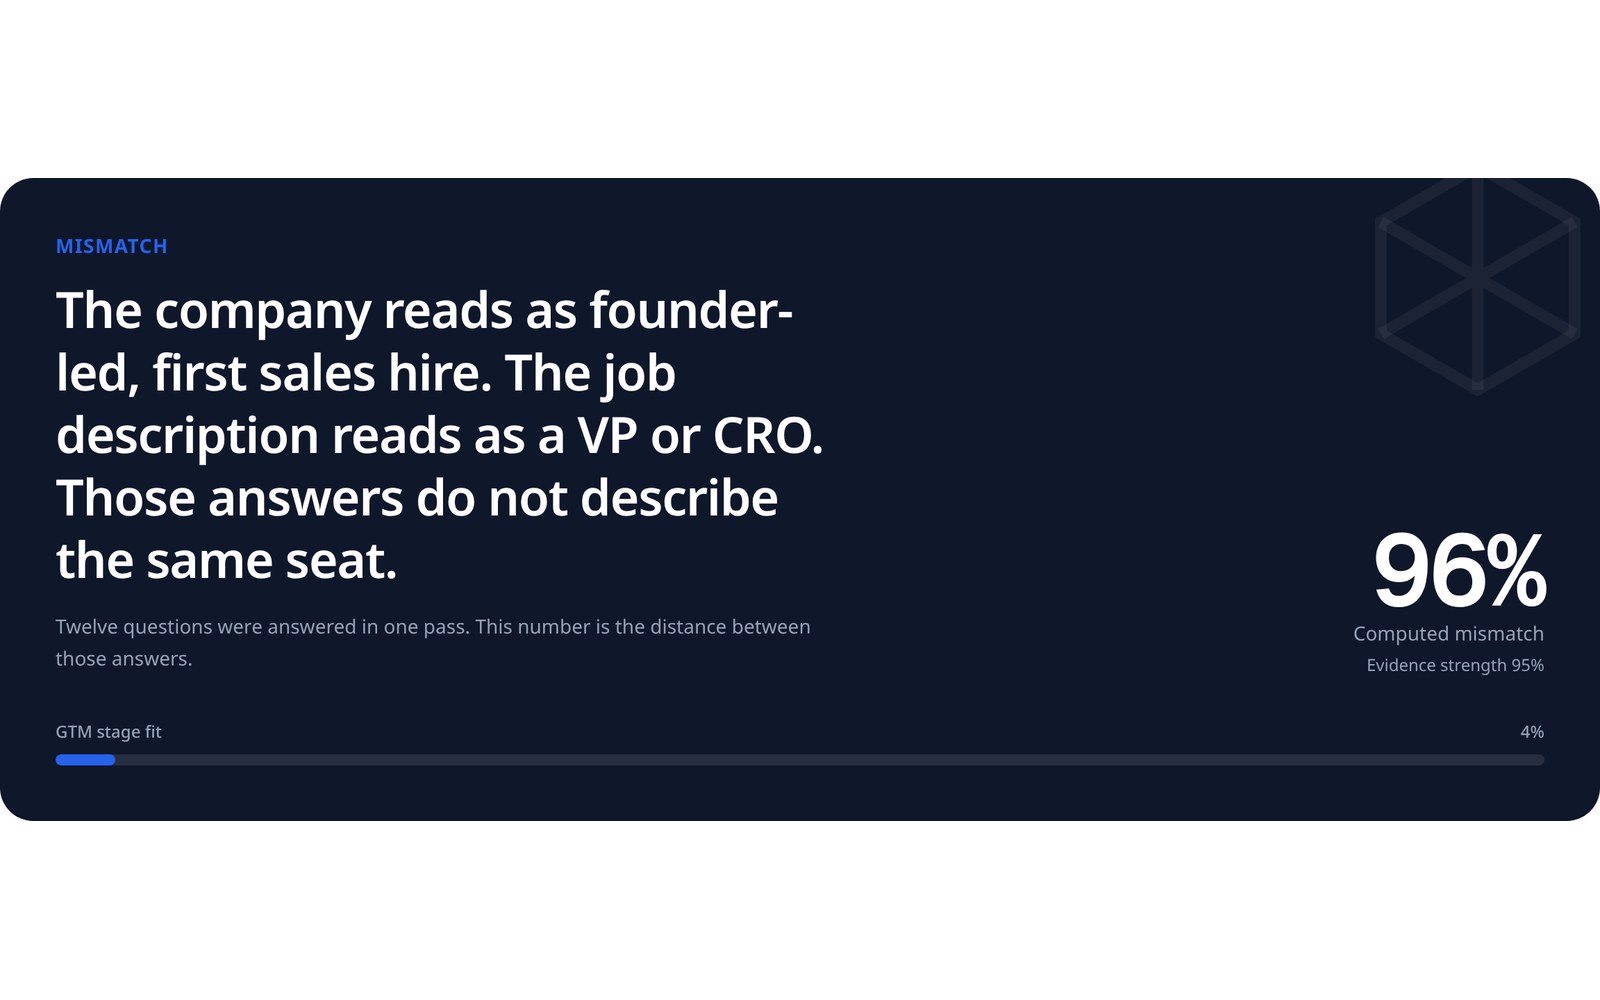 MISMATCH
The company reads as founder-
led, first sales hire. The job
description reads as a VP or CRO.
Those answers do not describe
the same seat.
Twelve questions were answered in one pass. This number is the distance between
those answers.
96%
Computed mismatch
Evidence strength 95%
GTM stage fit
4%